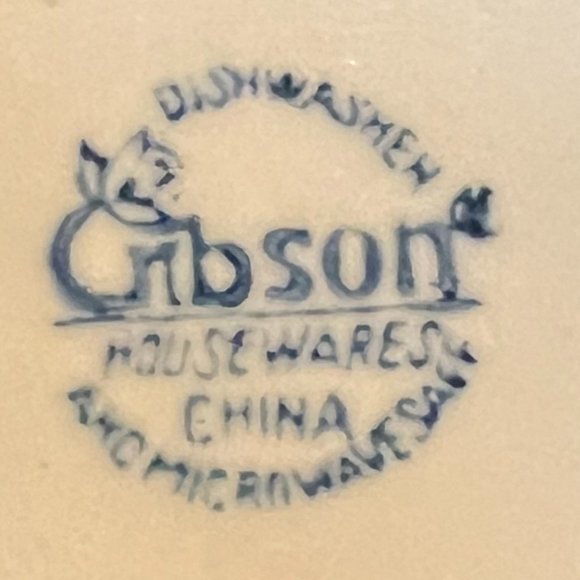 DISHWASHER
Gibson®
HOUSEWARES
CHINA
AND MICROWAVE SAFE